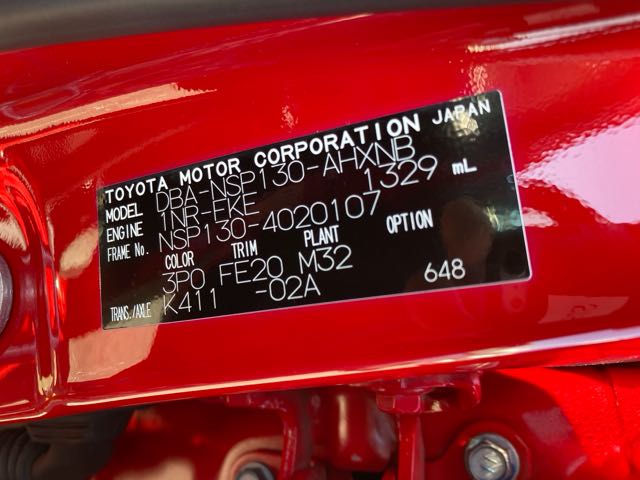 TOYOTA MOTOR CORPORATION JAPAN
MODEL DBA-NSP130-AHXNB
ENGINE 1NR-FKE 1329 mL
FRAME No. NSP130-4020107
COLOR TRIM PLANT OPTION
3P0 FE20 M32
TRANS./AXLE K411 -02A 648